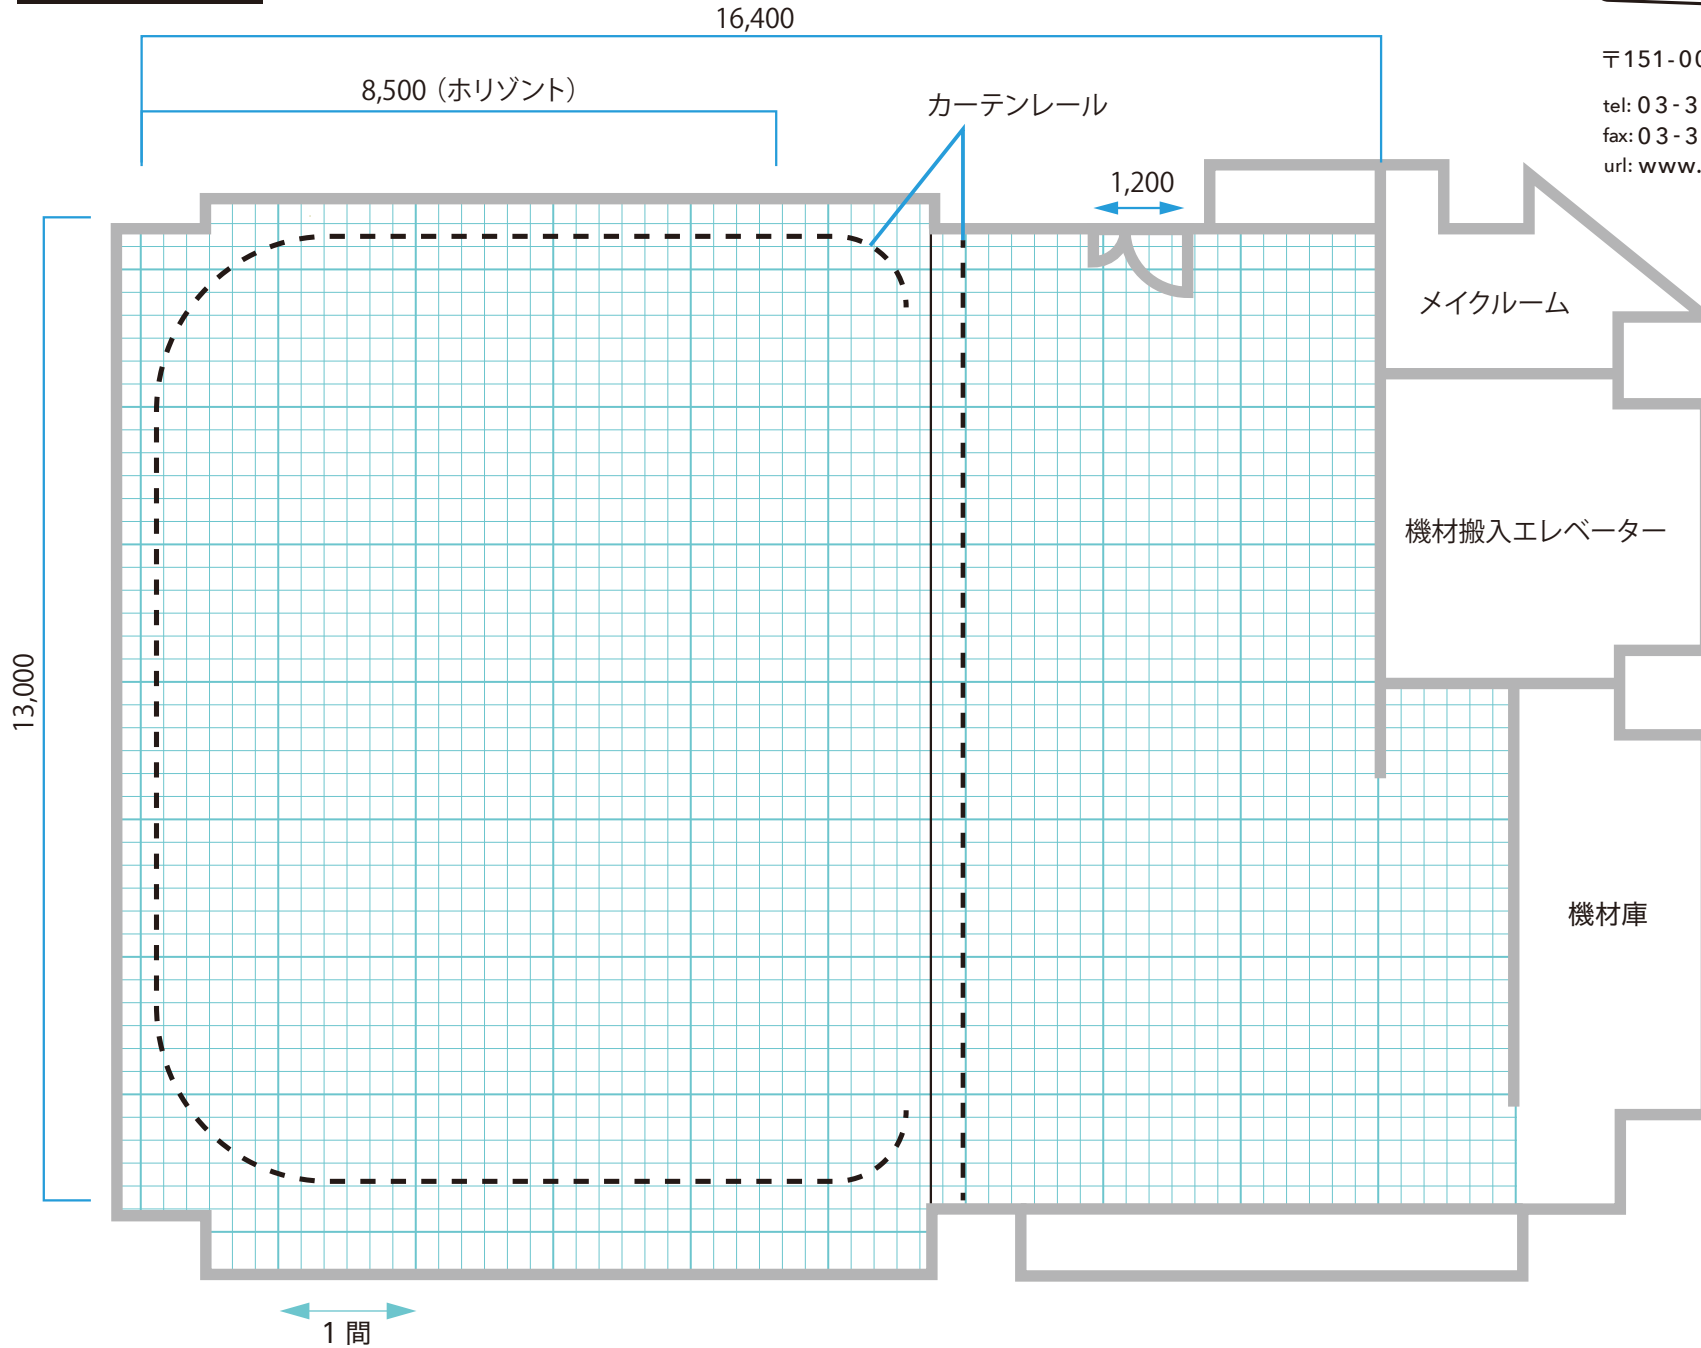 16,400
8,500（ホリゾント）
カーテンレール
〒151-00
tel: 03-3
fax: 03-3
url: www.
1,200
メイクルーム
機材搬入エレベーター
13,000
機材庫
1 間